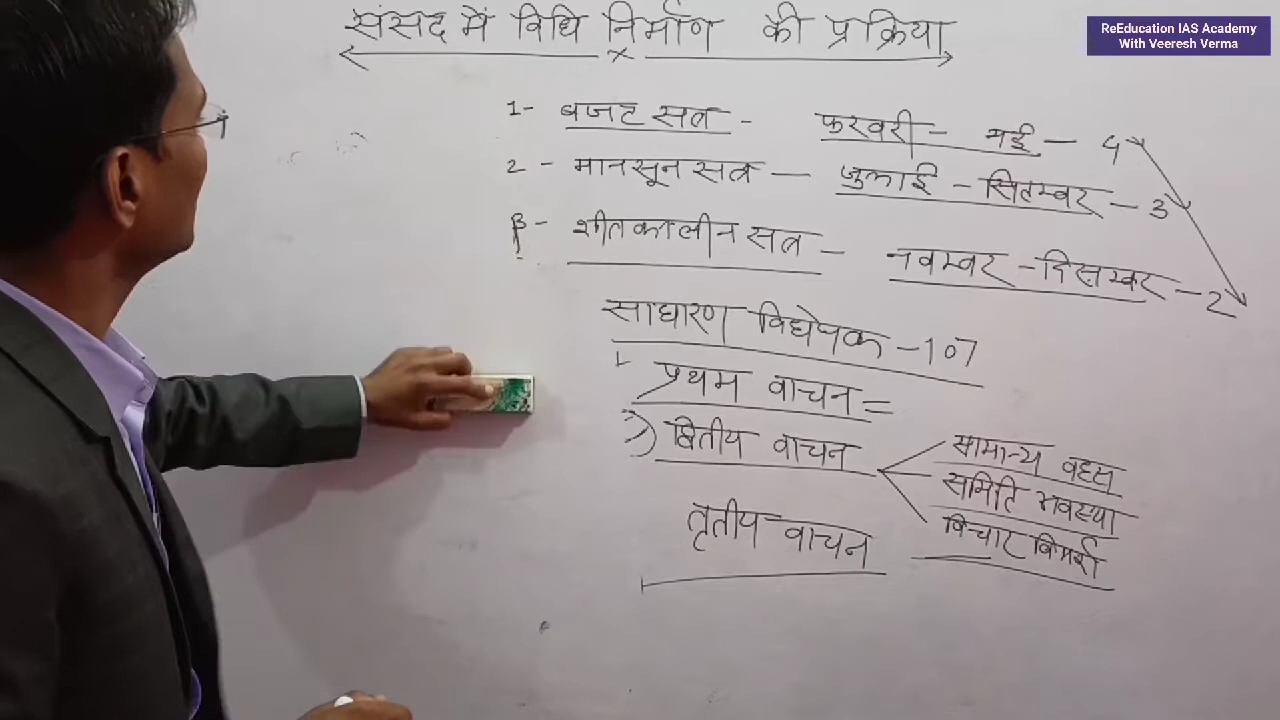 संसद में विधि निर्माण की प्रक्रिया
ReEducation IAS Academy
With Veeresh Verma
1- बजट सत्र - फरवरी - मई - 4
2 - मानसून सत्र - जुलाई - सितम्बर - 3
3 - शीतकालीन सत्र - नवम्बर - दिसम्बर - 2
साधारण विधेयक - 107
1 प्रथम वाचन =
2) द्वितीय वाचन
सामान्य बहस
समिति अवस्था
विचार विमर्श
तृतीय वाचन